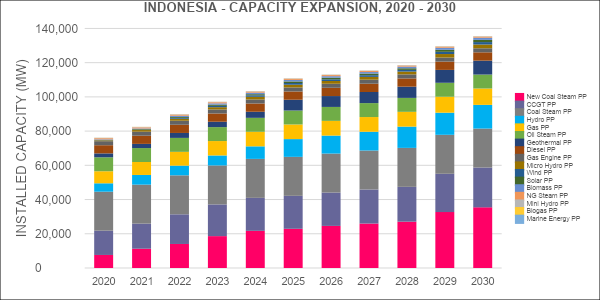 INDONESIA - CAPACITY EXPANSION, 2020 - 2030
INSTALLED CAPACITY (MW)
140,000
120,000
100,000
80,000
60,000
40,000
20,000
0
2020 2021 2022 2023 2024 2025 2026 2027 2028 2029 2030
New Coal Steam PP
CCGT PP
Coal Steam PP
Hydro PP
Gas PP
Oil Steam PP
Geothermal PP
Diesel PP
Gas Engine PP
Micro Hydro PP
Wind PP
Solar PP
Biomass PP
NG Steam PP
Mini Hydro PP
Biogas PP
Marine Energy PP